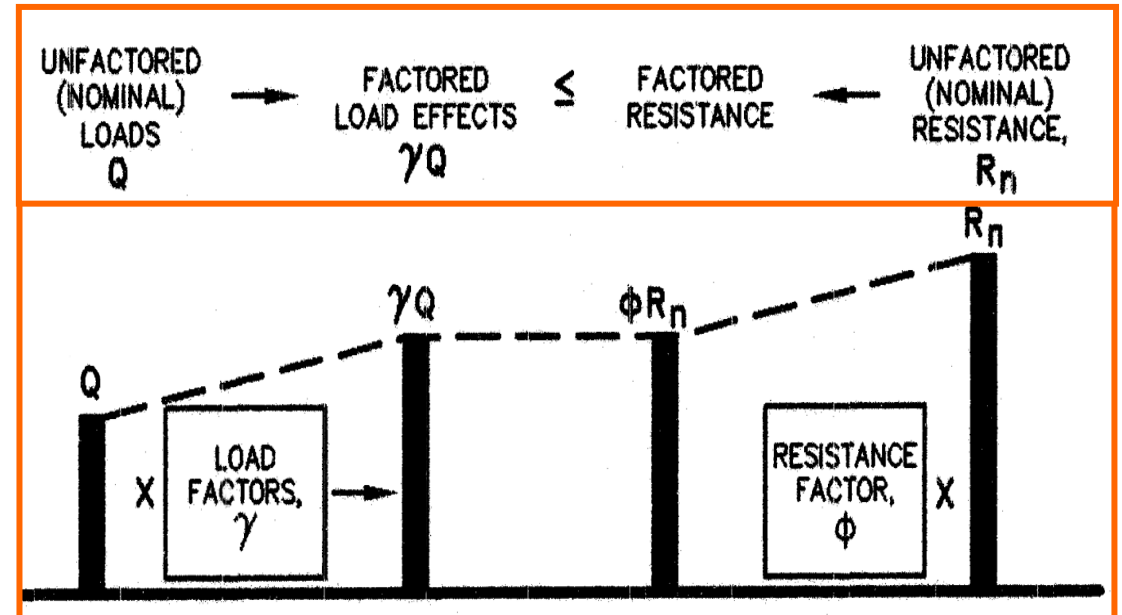 UNFACTORED
(NOMINAL)
LOADS
Q
FACTORED
LOAD EFFECTS
γQ
≤
FACTORED
RESISTANCE
UNFACTORED
(NOMINAL)
RESISTANCE,
Rn
Q
γQ
ϕRn
Rn
X
LOAD
FACTORS,
γ
RESISTANCE
FACTOR,
ϕ
X